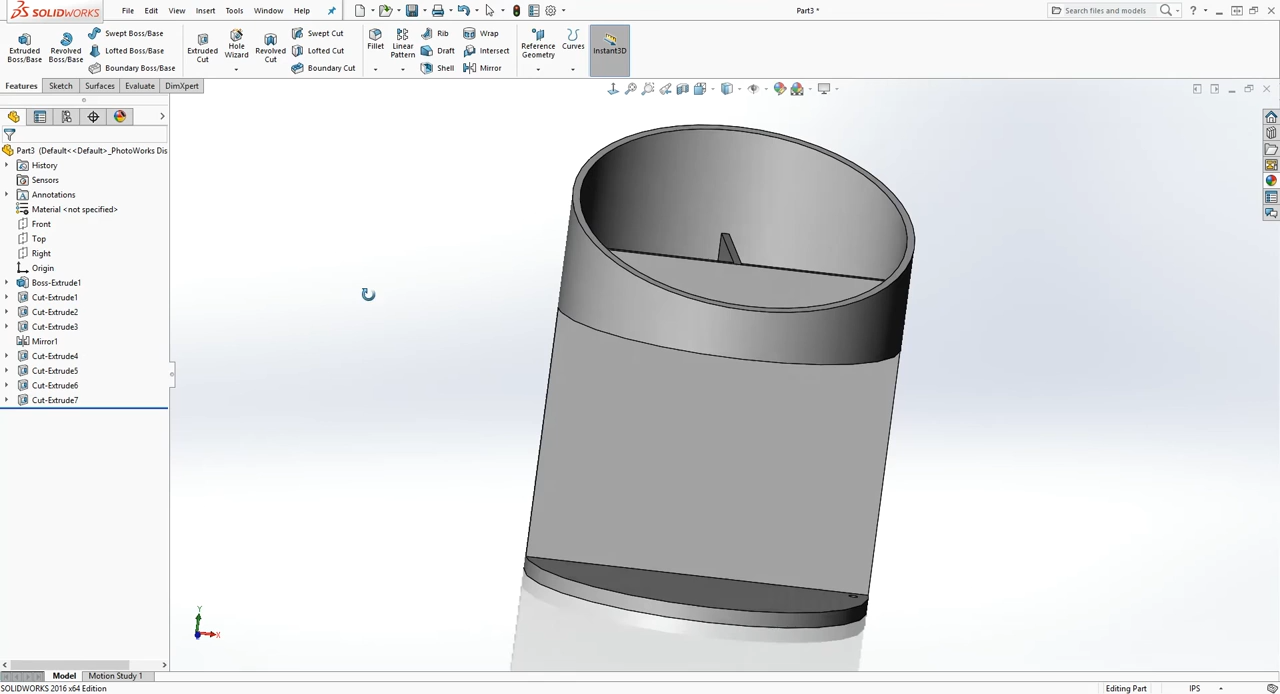 SOLIDWORKS File Edit View Insert Tools Window Help Part3 * Search files and models ?
Extruded Boss/Base Revolved Boss/Base Swept Boss/Base Extruded Cut Hole Wizard Revolved Cut Swept Cut Fillet Linear Pattern Rib Wrap Reference Geometry Curves Instant3D
Lofted Boss/Base Lofted Cut Draft Intersect
Boundary Boss/Base Boundary Cut Shell Mirror
Features Sketch Surfaces Evaluate DimXpert
Part3 (Default<<Default>_PhotoWorks Dis
History
Sensors
Annotations
Material <not specified>
Front
Top
Right
Origin
Boss-Extrude1
Cut-Extrude1
Cut-Extrude2
Cut-Extrude3
Mirror1
Cut-Extrude4
Cut-Extrude5
Cut-Extrude6
Cut-Extrude7
Y
X
Model Motion Study 1
SOLIDWORKS 2016 x64 Edition Editing Part IPS